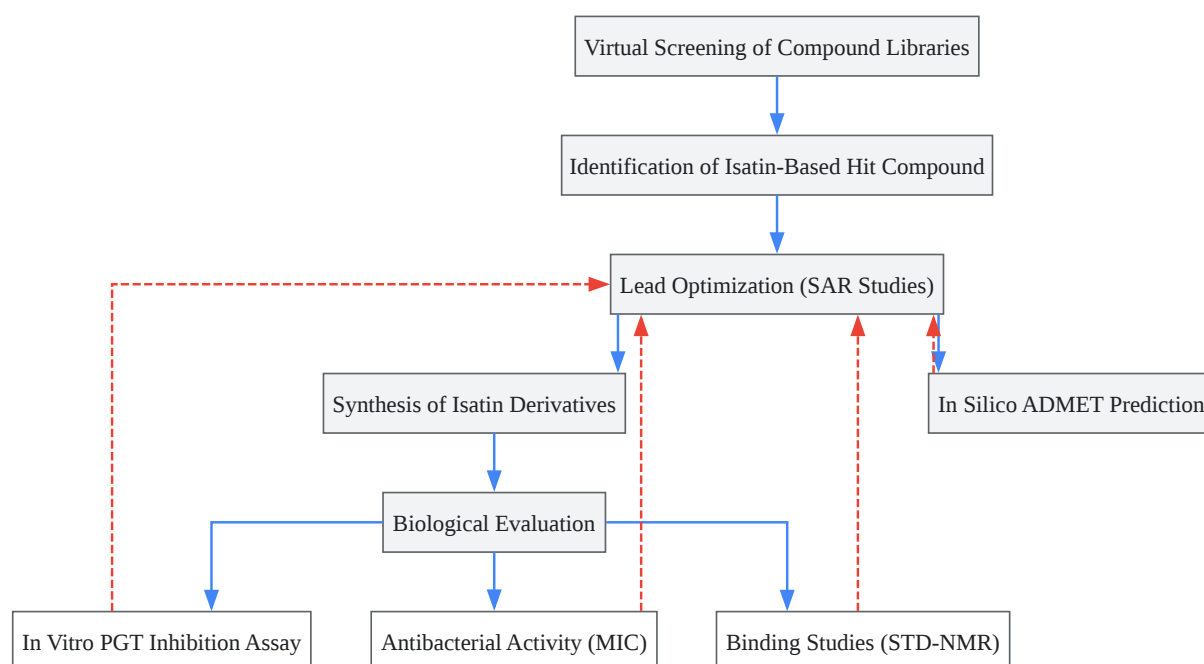 Virtual Screening of Compound Libraries
Identification of Isatin-Based Hit Compound
Lead Optimization (SAR Studies)
Synthesis of Isatin Derivatives
In Silico ADMET Prediction
Biological Evaluation
In Vitro PGT Inhibition Assay
Antibacterial Activity (MIC)
Binding Studies (STD-NMR)